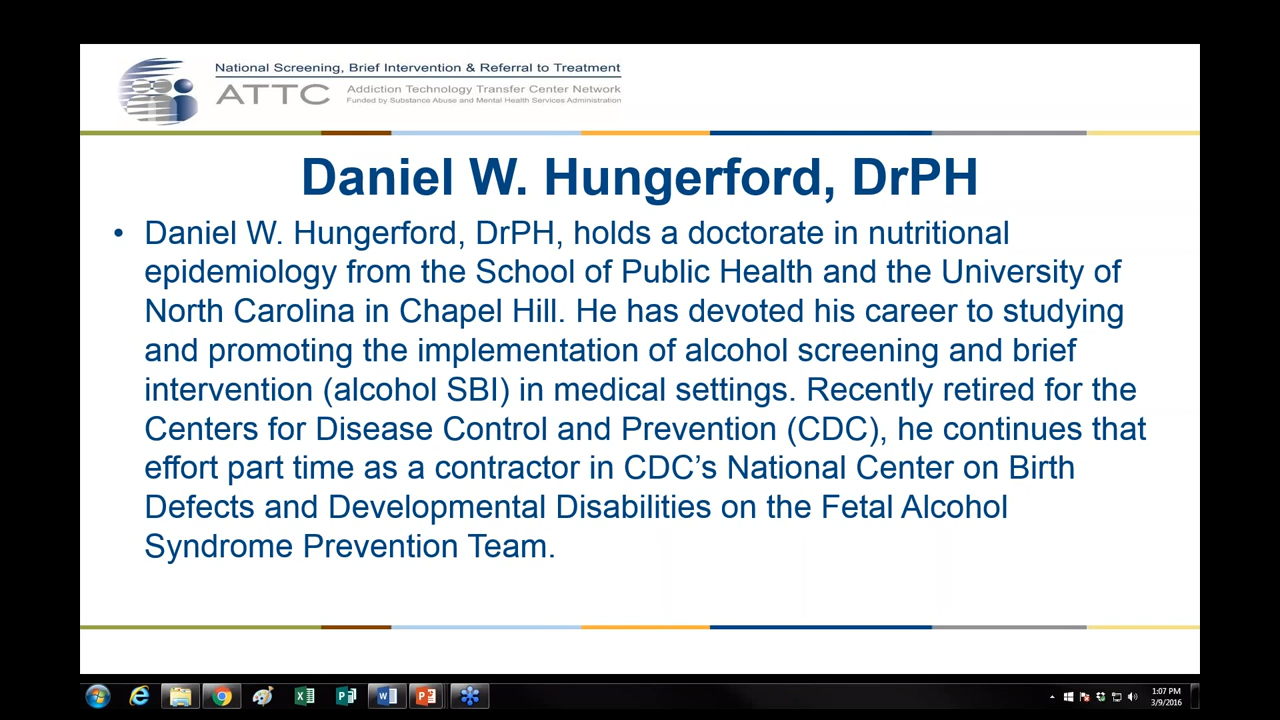 National Screening, Brief Intervention & Referral to Treatment
ATTC Addiction Technology Transfer Center Network
Funded by Substance Abuse and Mental Health Services Administration
Daniel W. Hungerford, DrPH
• Daniel W. Hungerford, DrPH, holds a doctorate in nutritional
epidemiology from the School of Public Health and the University of
North Carolina in Chapel Hill. He has devoted his career to studying
and promoting the implementation of alcohol screening and brief
intervention (alcohol SBI) in medical settings. Recently retired for the
Centers for Disease Control and Prevention (CDC), he continues that
effort part time as a contractor in CDC’s National Center on Birth
Defects and Developmental Disabilities on the Fetal Alcohol
Syndrome Prevention Team.
1:07 PM
3/9/2016